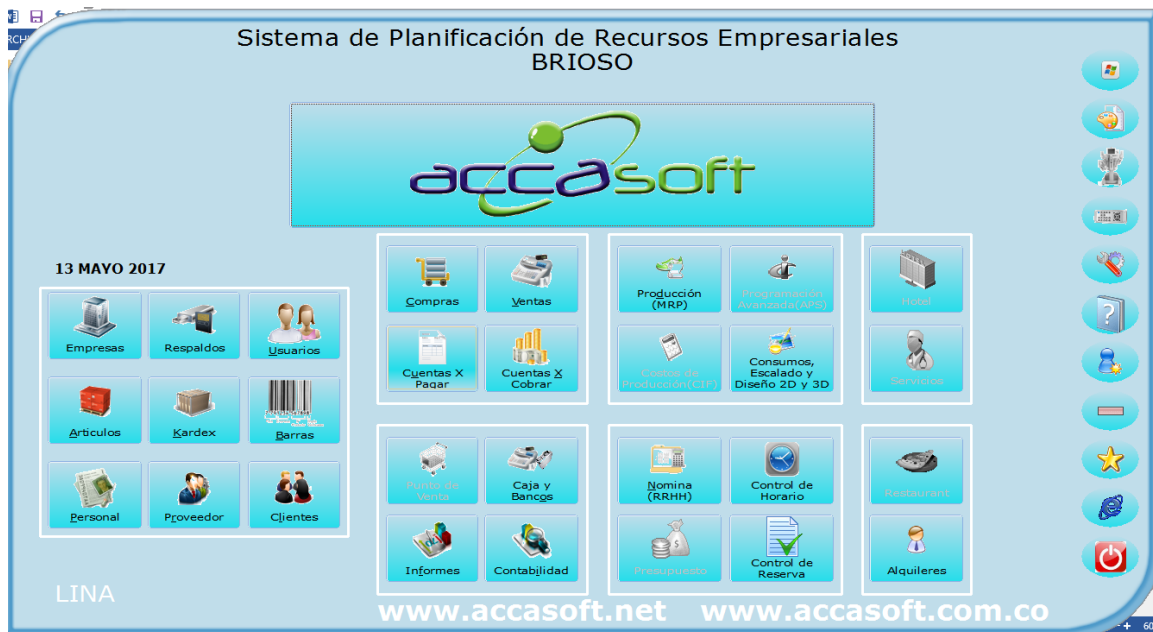 RCH
Sistema de Planificación de Recursos Empresariales
BRIOSO
accasoft
13 MAYO 2017
Empresas
Respaldos
Usuarios
Articulos
Kardex
Barras
Personal
Proveedor
Clientes
Compras
Ventas
Cuentas X
Pagar
Cuentas X
Cobrar
Producción
(MRP)
Programación
Avanzada(APS)
Costos de
Producción(CIF)
Consumos,
Escalado y
Diseño 2D y 3D
Hotel
Servicios
Punto de
Venta
Caja y
Bancos
Informes
Contabilidad
Nomina
(RRHH)
Control de
Horario
Presupuesto
Control de
Reserva
Restaurant
Alquileres
LINA
www.accasoft.net www.accasoft.com.co
+ 60